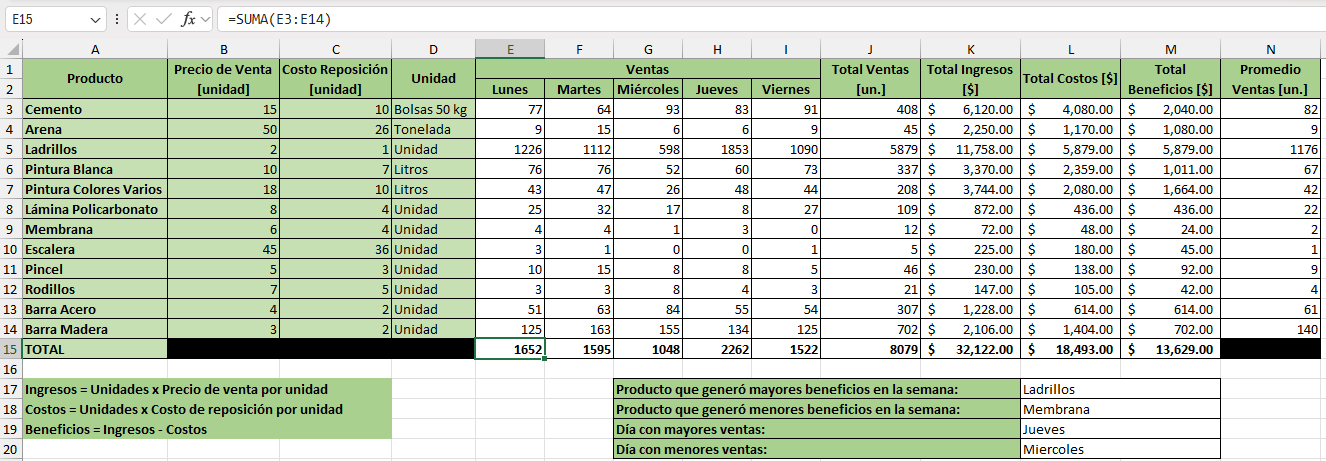 E15 fx =SUMA(E3:E14)
A B C D E F G H I J K L M N
1 Producto Precio de Venta Costo Reposición Unidad Ventas Total Ventas Total Ingresos Total Costos [$] Total Promedio
2 [unidad] [unidad] Lunes Martes Miércoles Jueves Viernes [un.] [$] Beneficios [$] Ventas [un.]
3 Cemento 15 10 Bolsas 50 kg 77 64 93 83 91 408 $ 6,120.00 $ 4,080.00 $ 2,040.00 82
4 Arena 50 26 Tonelada 9 15 6 6 9 45 $ 2,250.00 $ 1,170.00 $ 1,080.00 9
5 Ladrillos 2 1 Unidad 1226 1112 598 1853 1090 5879 $ 11,758.00 $ 5,879.00 $ 5,879.00 1176
6 Pintura Blanca 10 7 Litros 76 76 52 60 73 337 $ 3,370.00 $ 2,359.00 $ 1,011.00 67
7 Pintura Colores Varios 18 10 Litros 43 47 26 48 44 208 $ 3,744.00 $ 2,080.00 $ 1,664.00 42
8 Lámina Policarbonato 8 4 Unidad 25 32 17 8 27 109 $ 872.00 $ 436.00 $ 436.00 22
9 Membrana 6 4 Unidad 4 4 1 3 0 12 $ 72.00 $ 48.00 $ 24.00 2
10 Escalera 45 36 Unidad 3 1 0 0 1 5 $ 225.00 $ 180.00 $ 45.00 1
11 Pincel 5 3 Unidad 10 15 8 8 5 46 $ 230.00 $ 138.00 $ 92.00 9
12 Rodillos 7 5 Unidad 3 3 8 4 3 21 $ 147.00 $ 105.00 $ 42.00 4
13 Barra Acero 4 2 Unidad 51 63 84 55 54 307 $ 1,228.00 $ 614.00 $ 614.00 61
14 Barra Madera 3 2 Unidad 125 163 155 134 125 702 $ 2,106.00 $ 1,404.00 $ 702.00 140
15 TOTAL 1652 1595 1048 2262 1522 8079 $ 32,122.00 $ 18,493.00 $ 13,629.00
16
17 Ingresos = Unidades x Precio de venta por unidad Producto que generó mayores beneficios en la semana: Ladrillos
18 Costos = Unidades x Costo de reposición por unidad Producto que generó menores beneficios en la semana: Membrana
19 Beneficios = Ingresos - Costos Día con mayores ventas: Jueves
20 Día con menores ventas: Miercoles